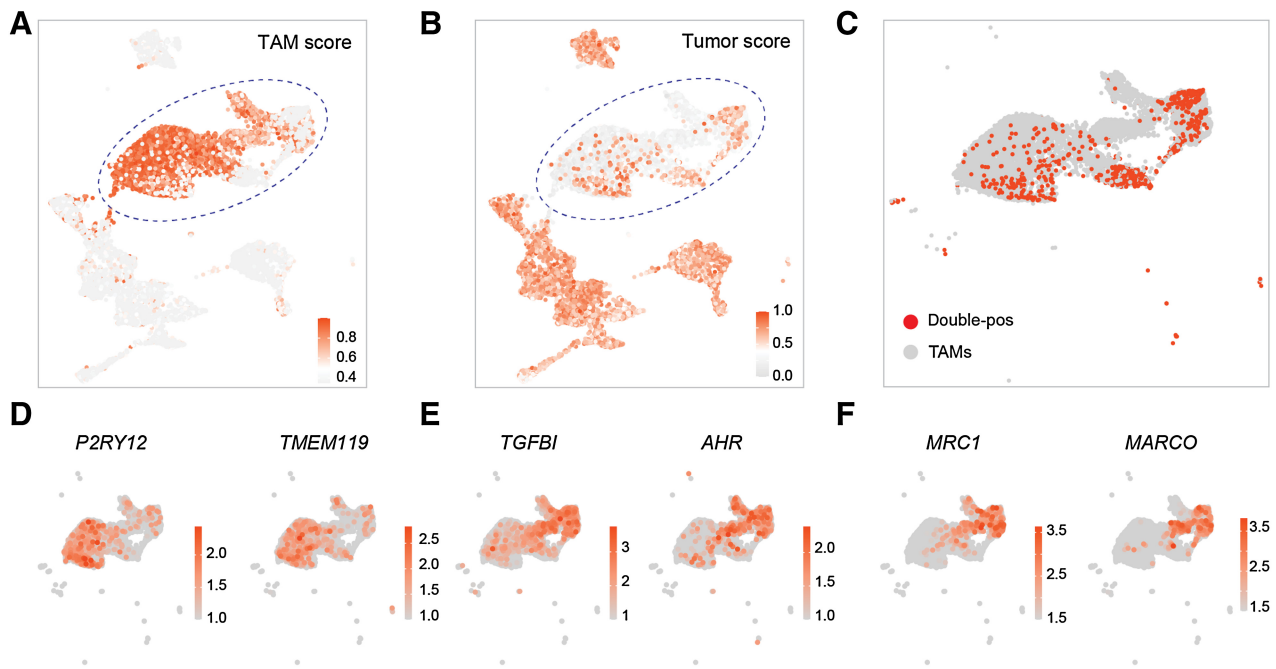 A
TAM score
0.8
0.6
0.4
B
Tumor score
1.0
0.5
0.0
C
Double-pos
TAMs
D
P2RY12
2.0
1.5
1.0
TMEM119
2.5
2.0
1.5
1.0
E
TGFBI
3
2
1
AHR
2.0
1.5
1.0
F
MRC1
3.5
2.5
1.5
MARCO
3.5
2.5
1.5